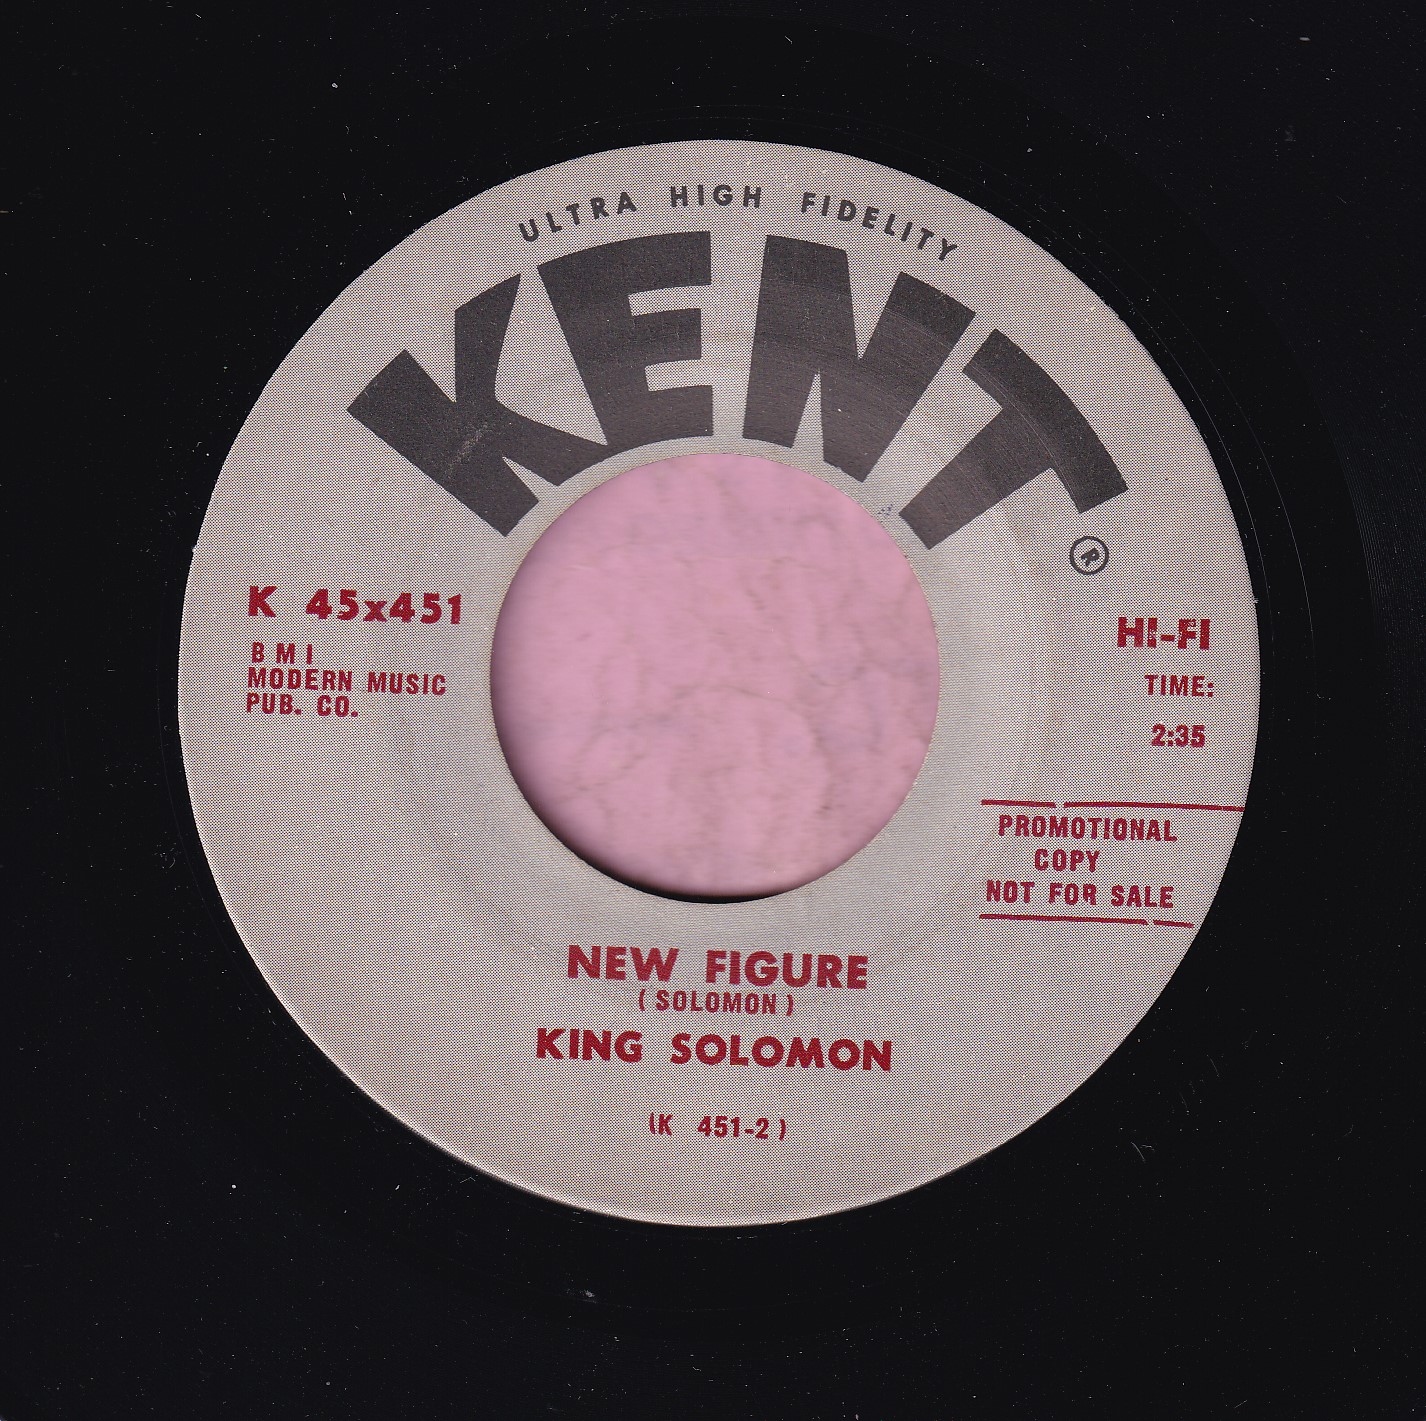 ULTRA HIGH FIDELITY
KENT
®
K 45x451
BMI
MODERN MUSIC
PUB. CO.
HI-FI
TIME:
2:35
PROMOTIONAL
COPY
NOT FOR SALE
NEW FIGURE
( SOLOMON )
KING SOLOMON
(K 451-2 )